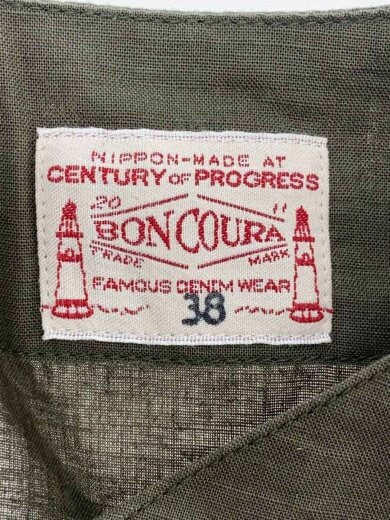 NIPPON-MADE AT
CENTURY OF PROGRESS
20 11
BONCOURA
TRADE MARK
FAMOUS DENIM WEAR
38